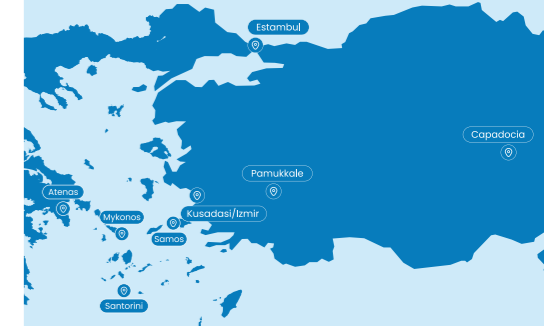 Estambul
Capadocia
Pamukkale
Atenas
Kusadasi/Izmir
Mykonos
Samos
Santorini